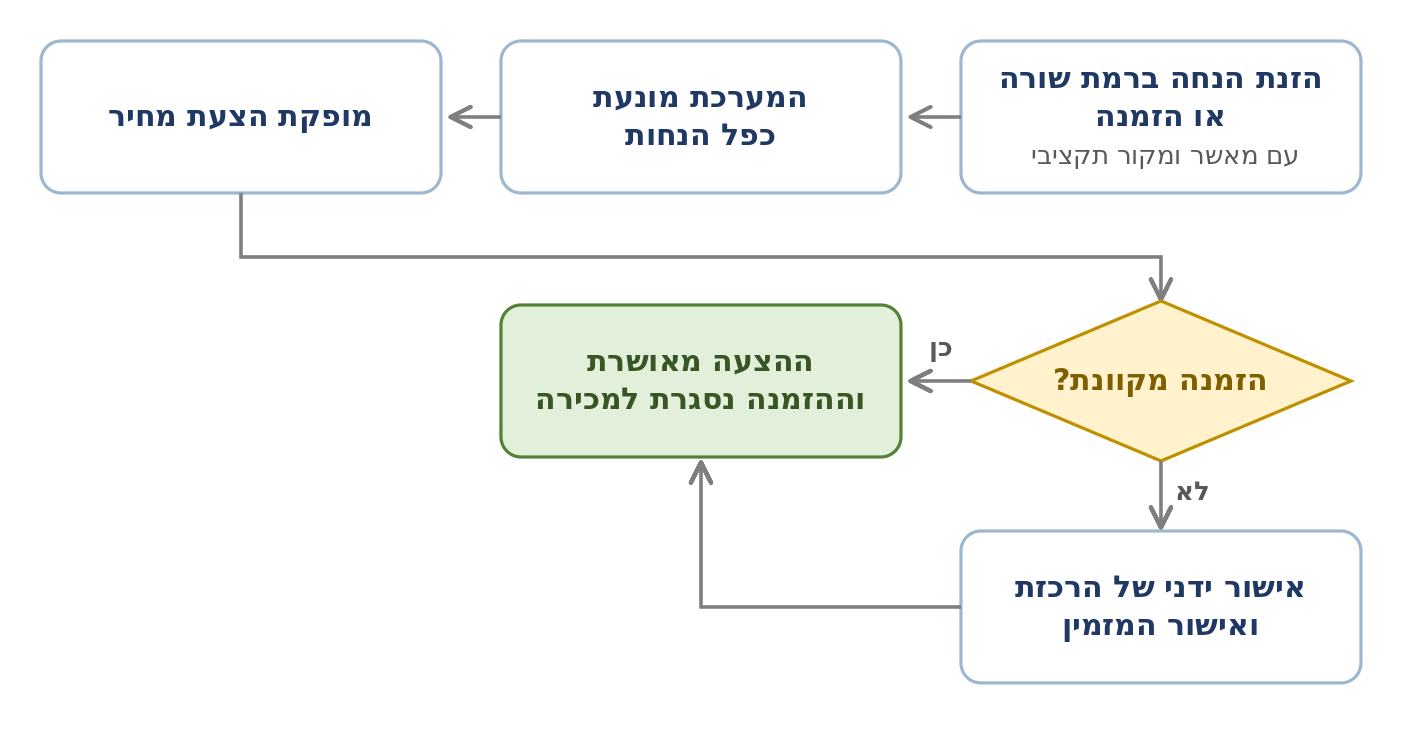 הזנת הנחה ברמת שורה
או הזמנה
עם מאשר ומקור תקציבי
המערכת מונעת
כפל הנחות
מופקת הצעת מחיר
הזמנה מקוונת?
כן
ההצעה מאושרת
וההזמנה נסגרת למכירה
לא
אישור ידני של הרכזת
ואישור המזמין